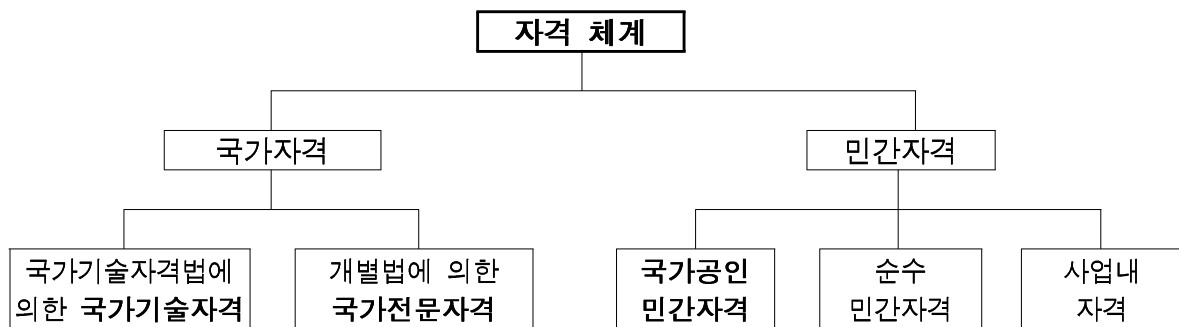 자격 체계
국가자격
민간자격
국가기술자격법에
의한 국가기술자격
개별법에 의한
국가전문자격
국가공인
민간자격
순수
민간자격
사업내
자격